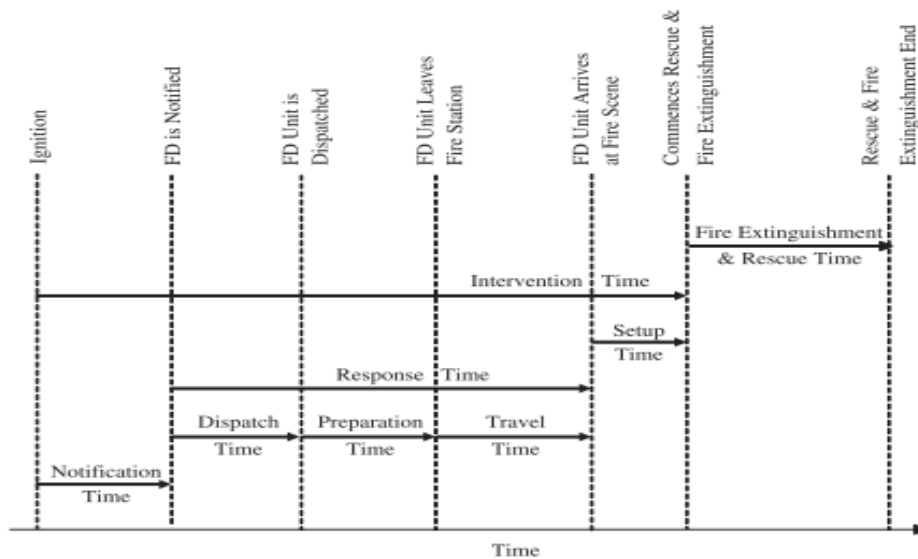 Ignition
FD is Notified
FD Unit is
Dispatched
FD Unit Leaves
Fire Station
FD Unit Arrives
at Fire Scene
Commences Rescue &
Fire Extinguishment
Rescue & Fire
Extinguishment End
Fire Extinguishment
& Rescue Time
Intervention Time
Setup
Time
Response Time
Dispatch
Time
Preparation
Time
Travel
Time
Notification
Time
Time